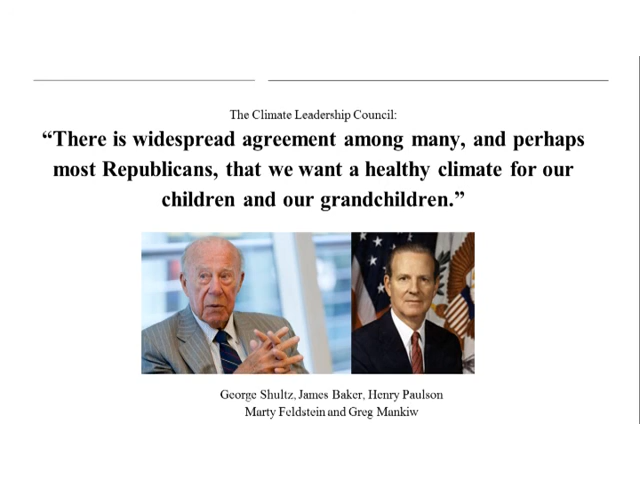 The Climate Leadership Council:
“There is widespread agreement among many, and perhaps
most Republicans, that we want a healthy climate for our
children and our grandchildren.”
George Shultz, James Baker, Henry Paulson
Marty Feldstein and Greg Mankiw